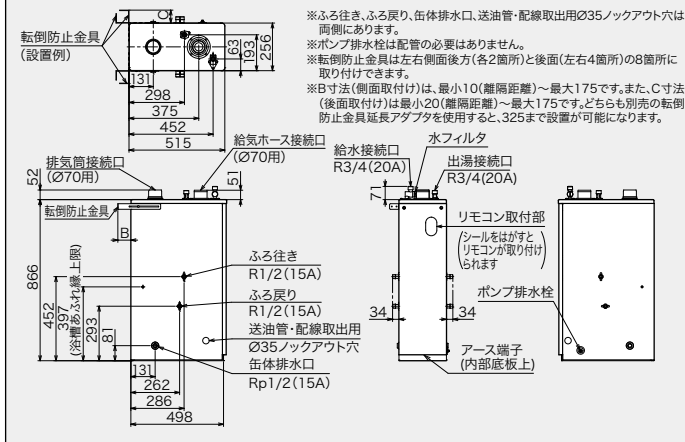 ※ふろ往き、ふろ戻り、缶体排水口、送油管・配線取出用Ø35ノックアウト穴は
両側にあります。
※ポンプ排水栓は配管の必要はありません。
※転倒防止金具は左右側面後方(各2箇所)と後面(左右4箇所)の8箇所に
取り付けできます。
※B寸法(側面取付け)は、最小10(離隔距離)～最大175です。また、C寸法
(後面取付け)は最小20(離隔距離)～最大175です。どちらも別売の転倒
防止金具延長アダプタを使用すると、325まで設置が可能になります。
転倒防止金具
(設置例)
C
63
193
256
131
298
375
452
515
排気筒接続口
(Ø70用)
給気ホース接続口
(Ø70用)
52
51
転倒防止金具
B
866
452
397
(浴槽あふれ縁上限)
293
81
ふろ往き
R1/2(15A)
ふろ戻り
R1/2(15A)
送油管・配線取出用
Ø35ノックアウト穴
缶体排水口
Rp1/2(15A)
131
262
286
498
給水接続口
R3/4(20A)
水フィルタ
出湯接続口
R3/4(20A)
71
リモコン取付部
(シールをはがすと
リモコンが取り付け
られます)
ポンプ排水栓
34
34
アース端子
(内部底板上)